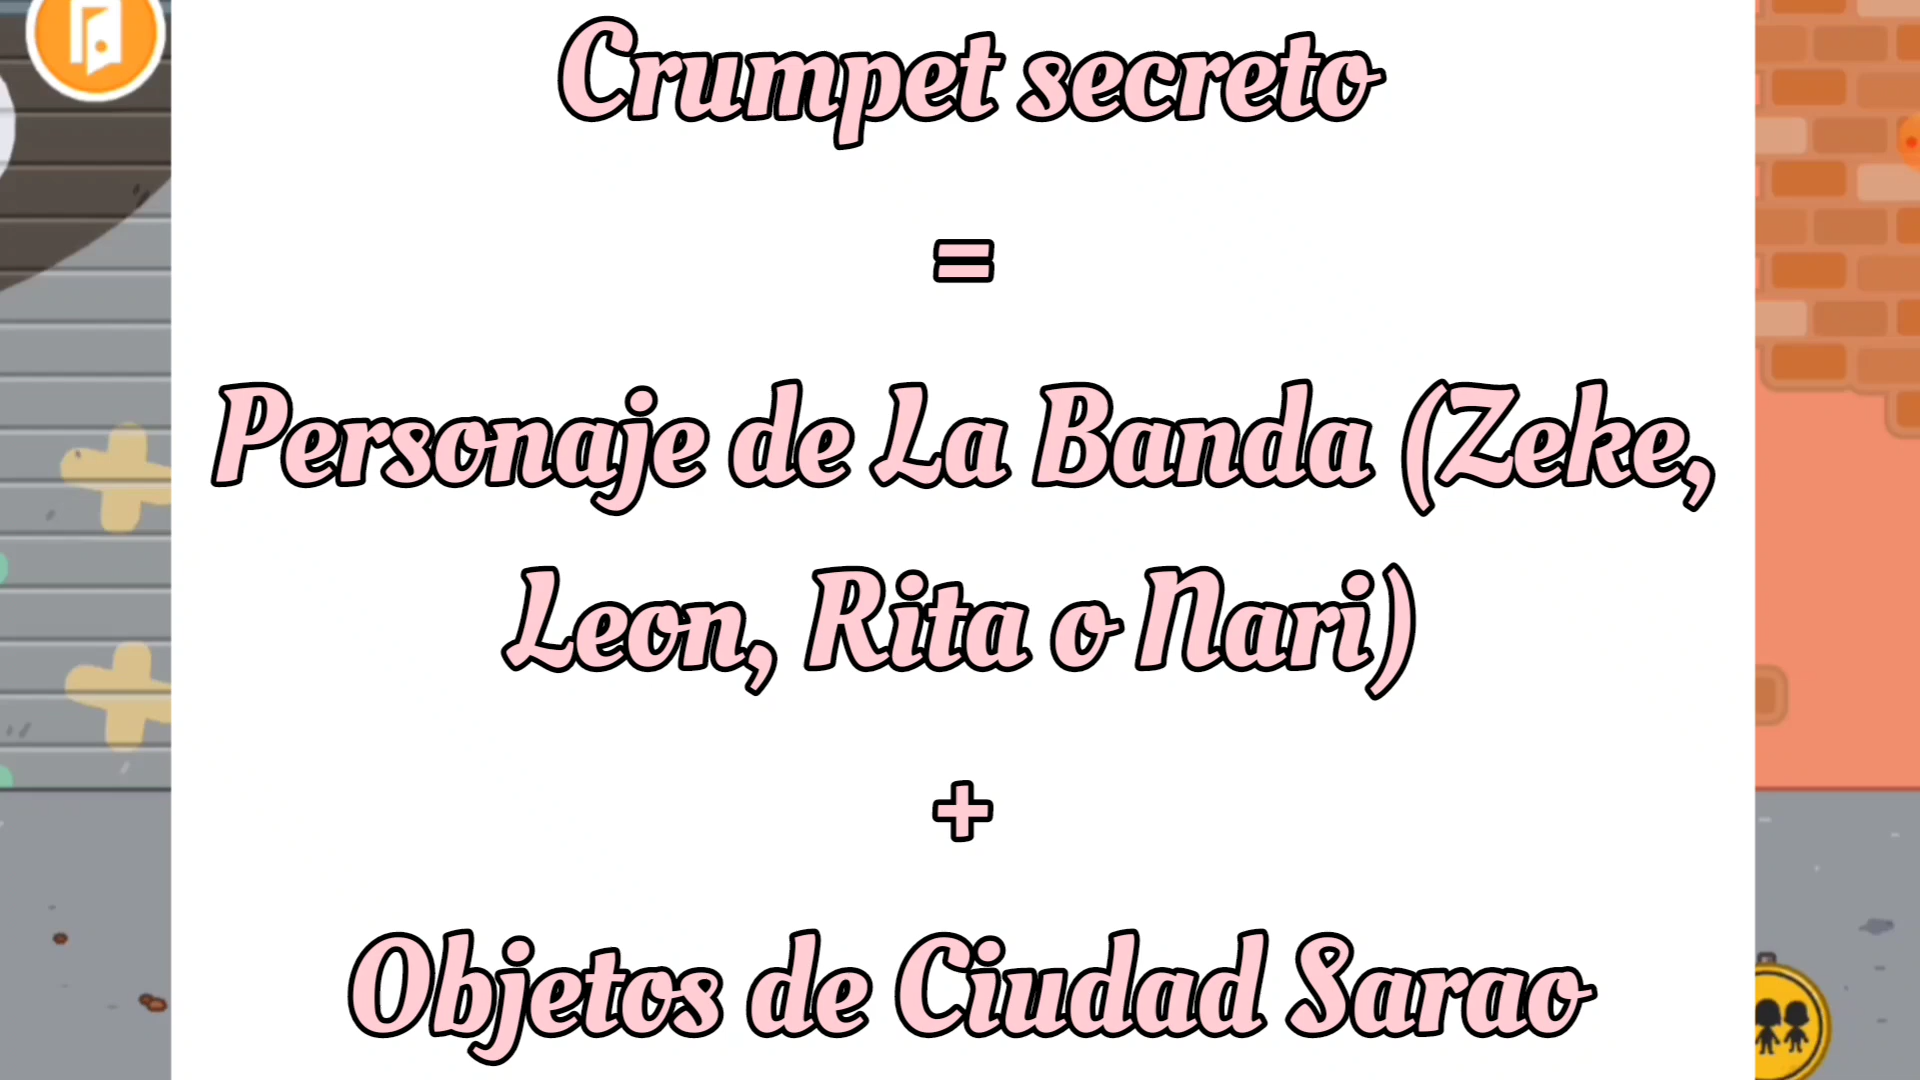 Crumpet secreto
=
Personaje de La Banda (Zeke,
Leon, Rita o Nari)
+
Objetos de Ciudad Sarao